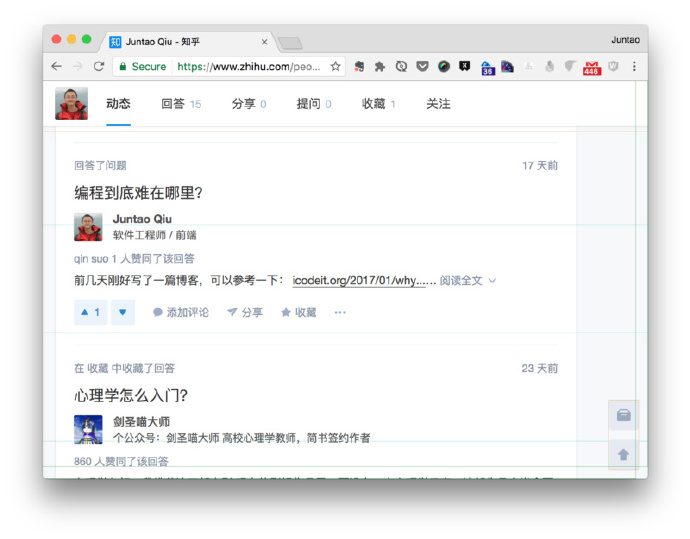 Juntao Qiu - 知乎
Juntao
Secure https://www.zhihu.com/peo...
36
446
动态 回答 15 分享 0 提问 0 收藏 1 关注
回答了问题 17 天前
编程到底难在哪里?
Juntao Qiu
软件工程师 / 前端
qin suo 1 人赞同了该回答
前几天刚好写了一篇博客，可以参考一下： icodeit.org/2017/01/why...... 阅读全文
1 添加评论 分享 收藏 ···
在 收藏 中收藏了回答 23 天前
心理学怎么入门?
剑圣喵大师
个公众号：剑圣喵大师 高校心理学教师，简书签约作者
860 人赞同了该回答